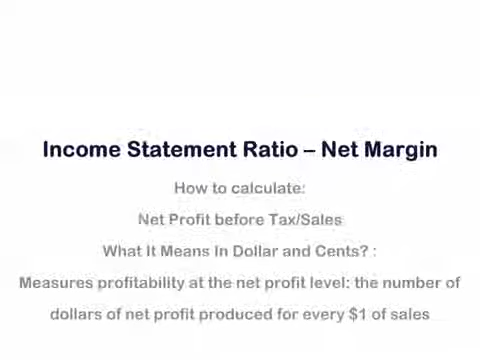 Income Statement Ratio – Net Margin
How to calculate:
Net Profit before Tax/Sales
What It Means In Dollar and Cents? :
Measures profitability at the net profit level: the number of
dollars of net profit produced for every $1 of sales